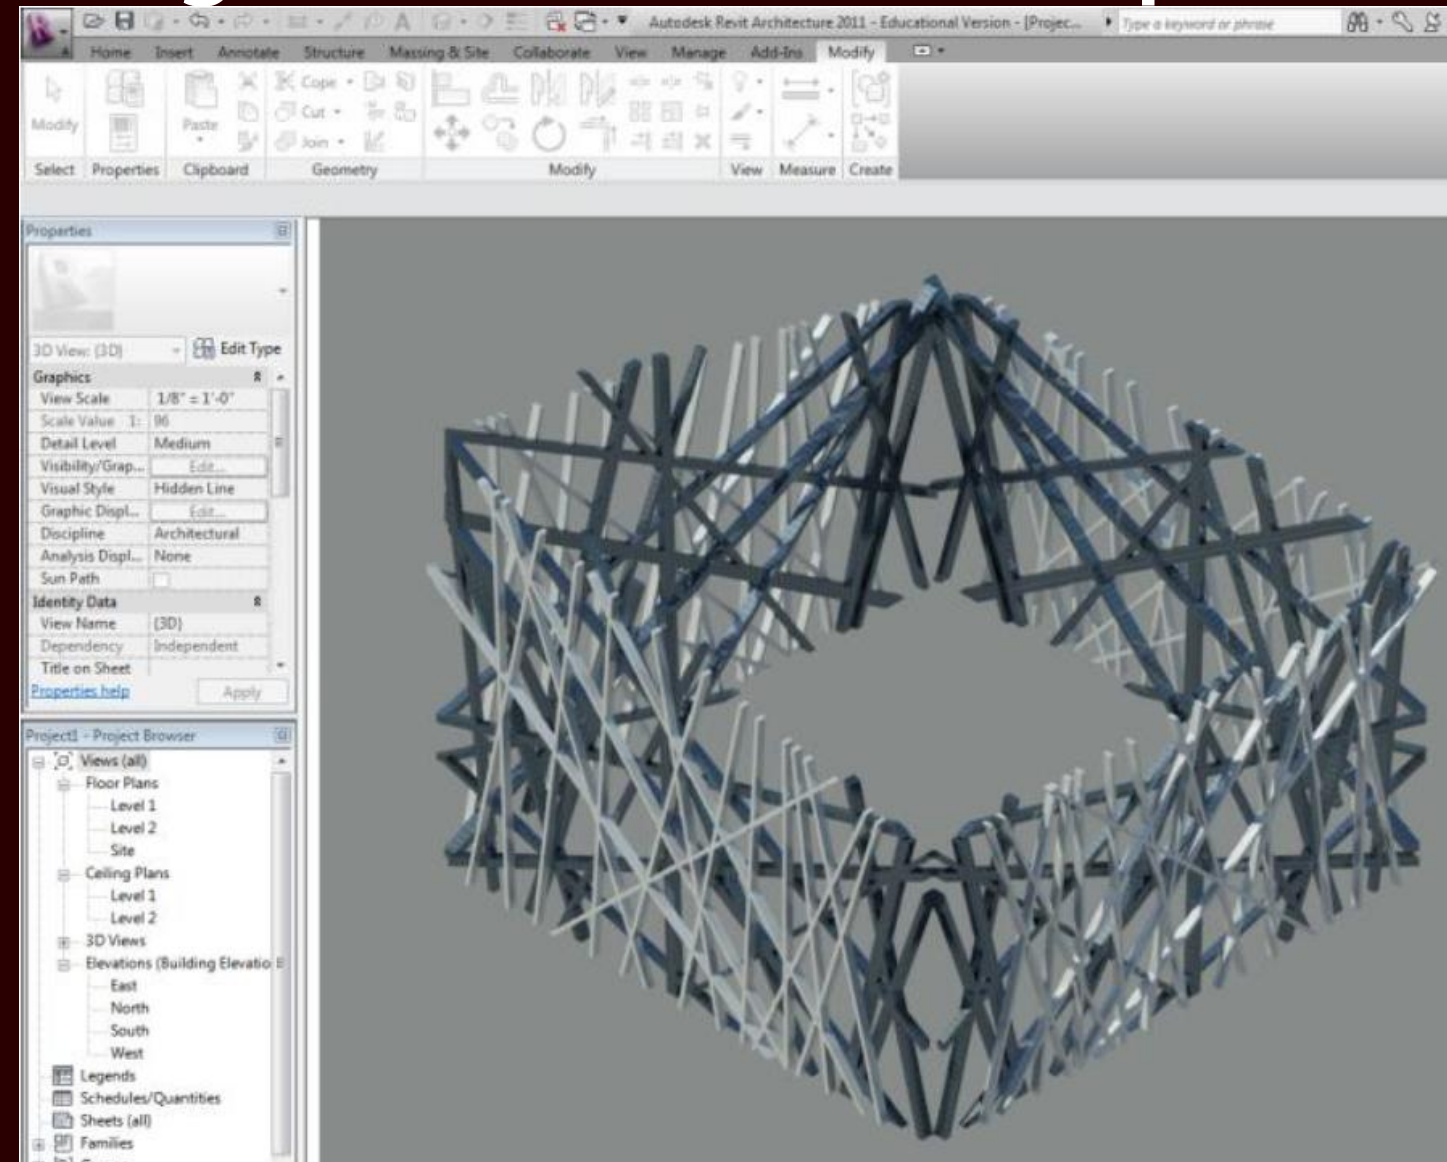 Autodesk Revit Architecture 2011 - Educational Version - [Projec...
Type a keyword or phrase
Home Insert Annotate Structure Massing & Site Collaborate View Manage Add-Ins Modify
Modify
Paste
Cope
Cut
Join
Select Properties Clipboard Geometry Modify View Measure Create
Properties
3D View: {3D} Edit Type
Graphics
View Scale 1/8" = 1'-0"
Scale Value 1: 96
Detail Level Medium
Visibility/Grap... Edit...
Visual Style Hidden Line
Graphic Displ... Edit...
Discipline Architectural
Analysis Displ... None
Sun Path
Identity Data
View Name {3D}
Dependency Independent
Title on Sheet
Properties help Apply
Project1 - Project Browser
Views (all)
Floor Plans
Level 1
Level 2
Site
Ceiling Plans
Level 1
Level 2
3D Views
Elevations (Building Elevatio
East
North
South
West
Legends
Schedules/Quantities
Sheets (all)
Families